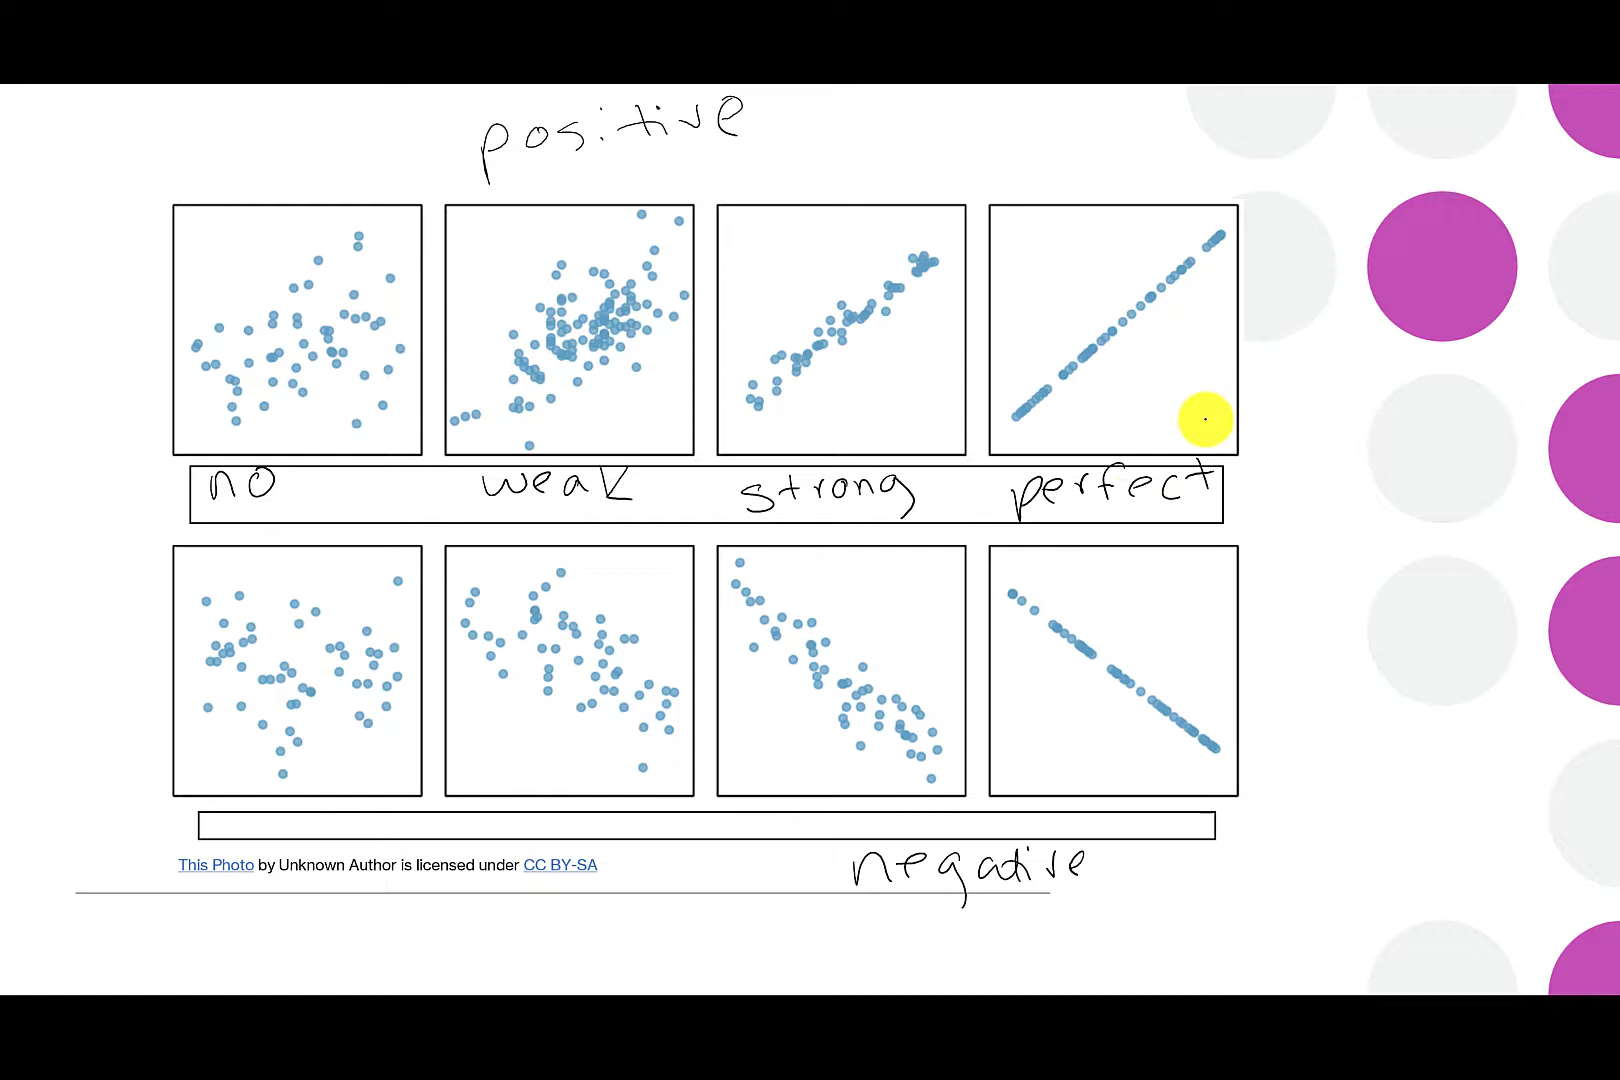 positive
no weak strong perfect
This Photo by Unknown Author is licensed under CC BY-SA
negative